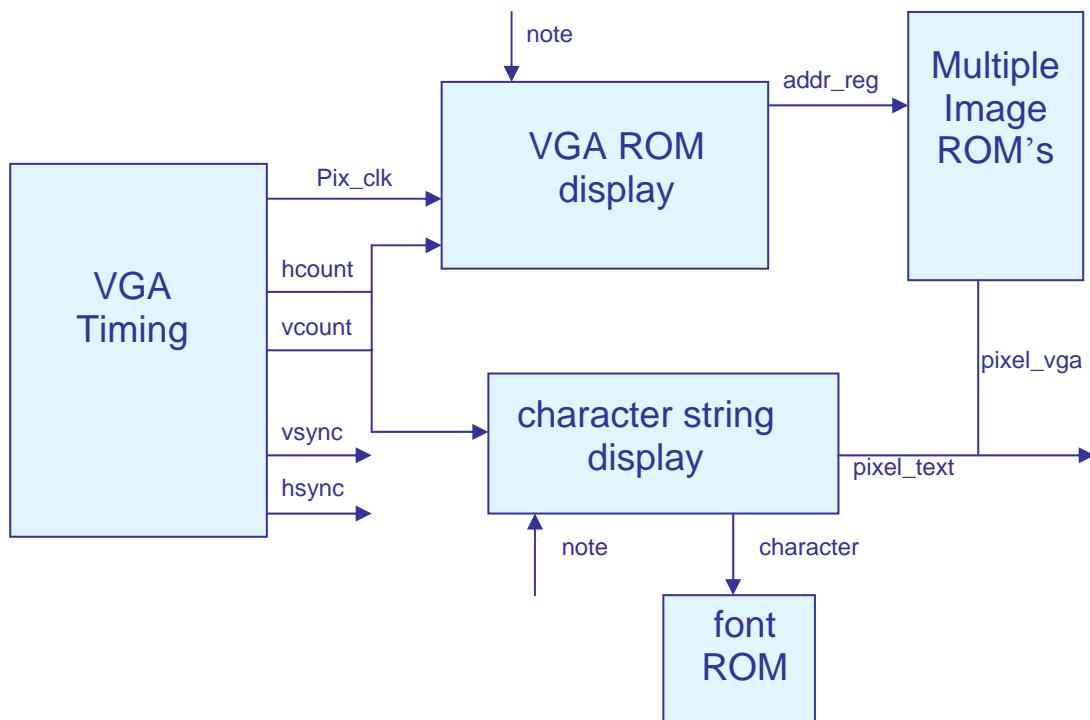 note
addr_reg
Multiple
Image
ROM’s
VGA ROM
display
Pix_clk
hcount
vcount
VGA
Timing
vsync
hsync
character string
display
pixel_vga
pixel_text
note
character
font
ROM